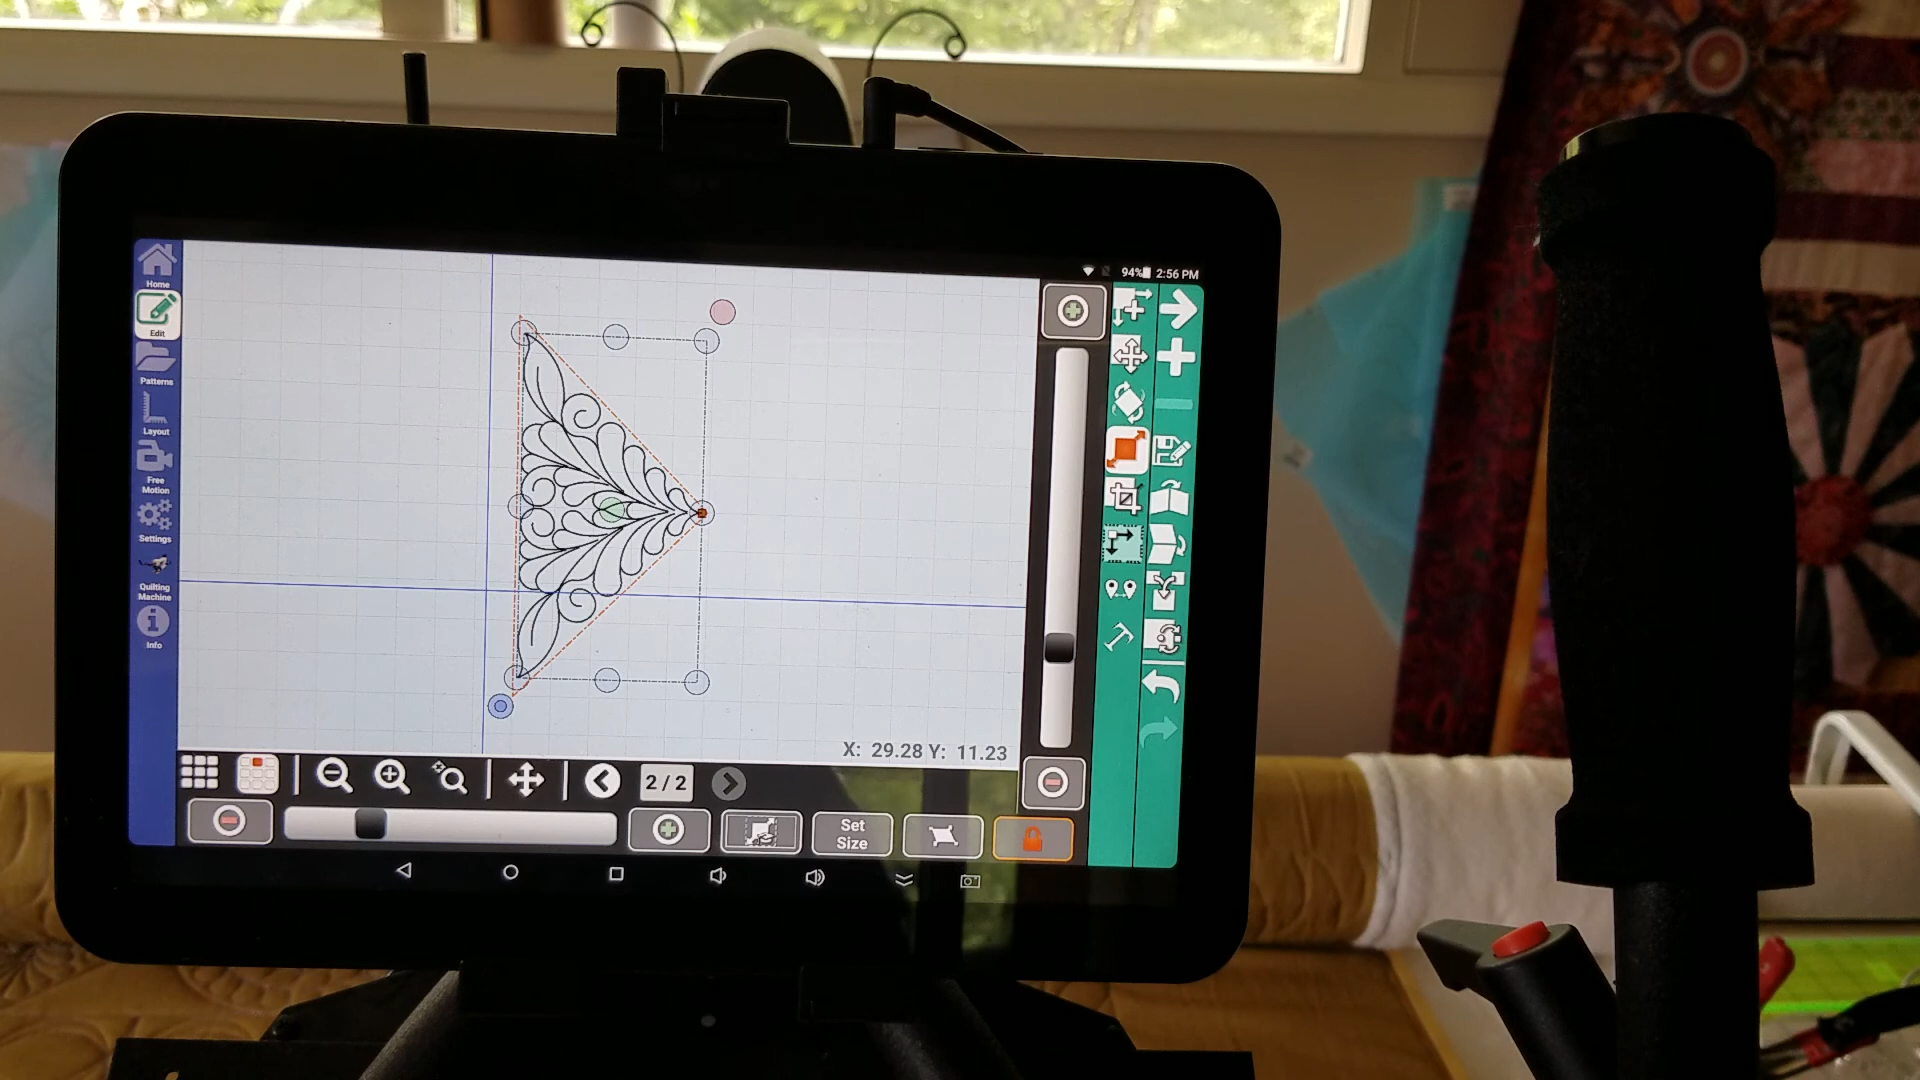 94% 2:56 PM
Home
Edit
Patterns
Layout
Free
Motion
Settings
Quilting
Machine
Info
X: 29.28 Y: 11.23
2 / 2
Set
Size